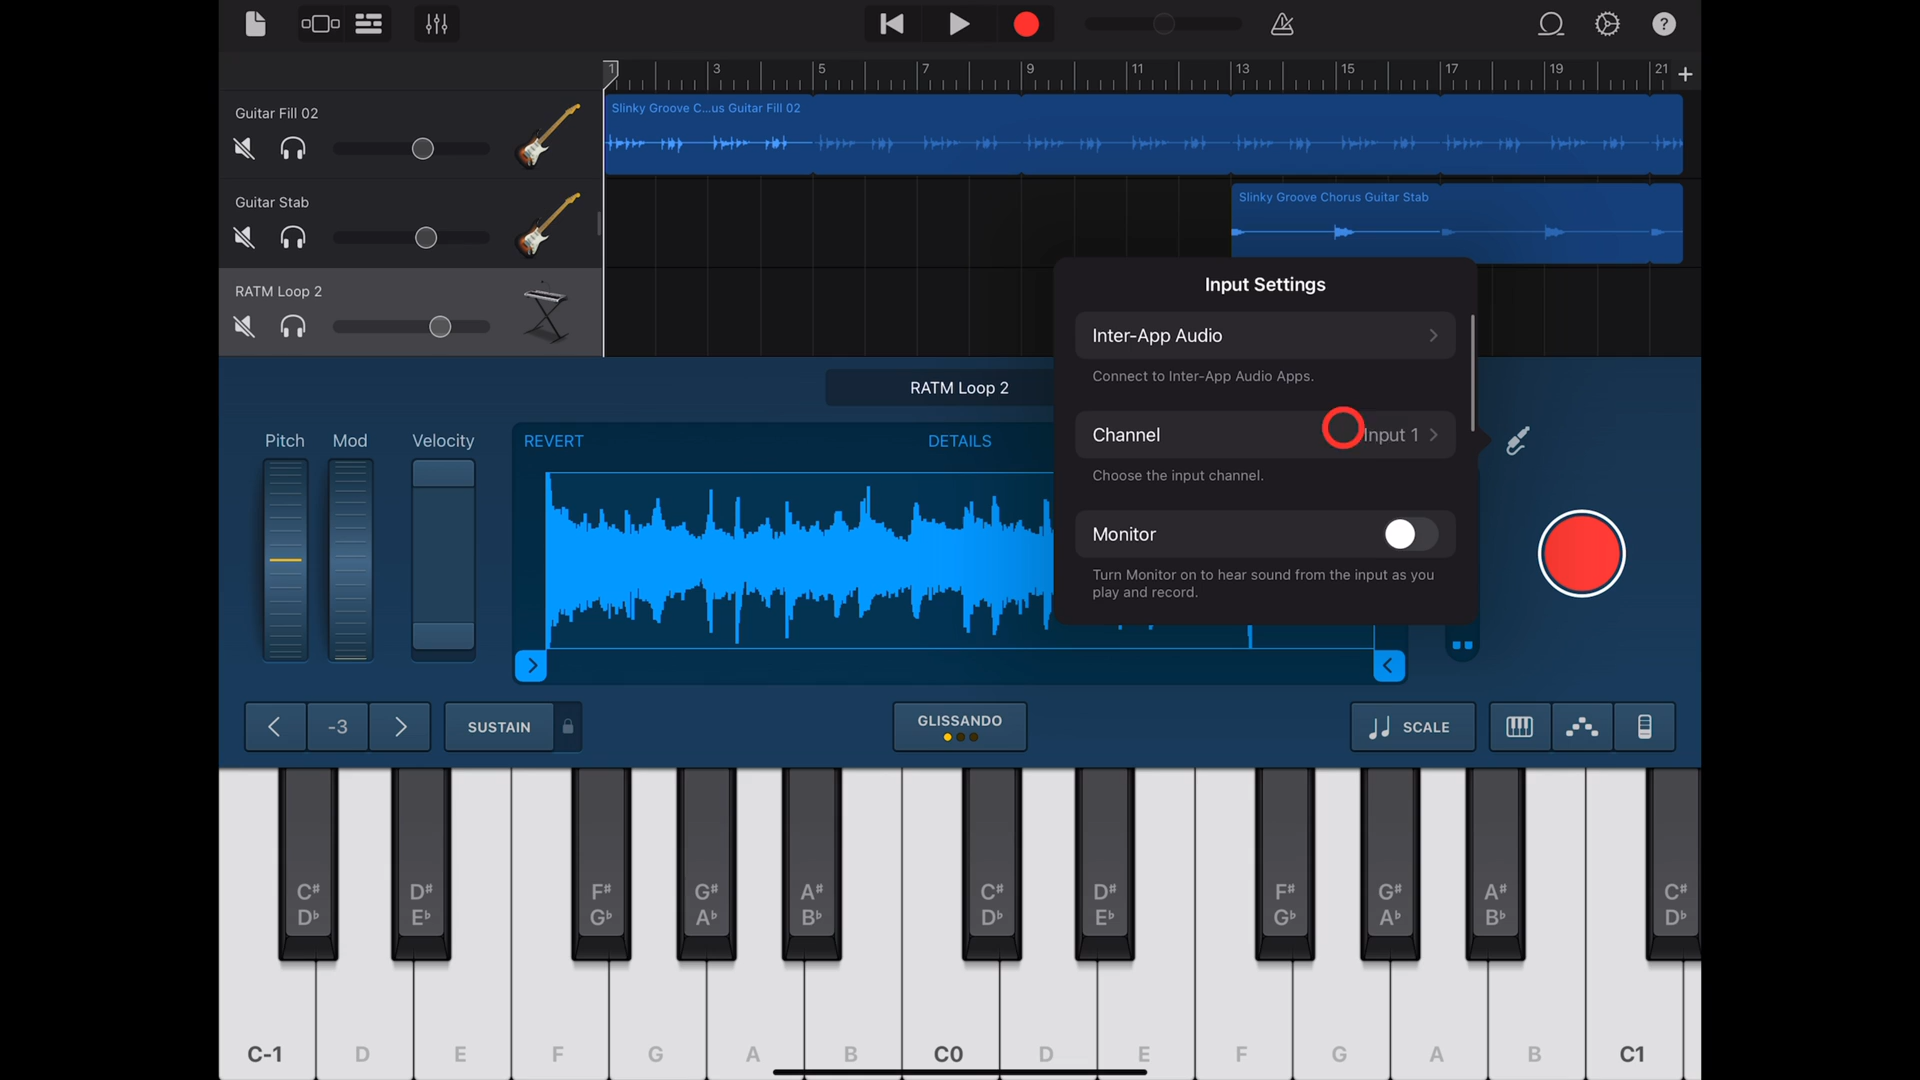 ?
1 3 5 7 9 11 13 15 17 19 21 +
Guitar Fill 02
Slinky Groove C...us Guitar Fill 02
Guitar Stab
Slinky Groove Chorus Guitar Stab
RATM Loop 2
Input Settings
Inter-App Audio
Connect to Inter-App Audio Apps.
Channel
Input 1
Choose the input channel.
Monitor
Turn Monitor on to hear sound from the input as you
play and record.
RATM Loop 2
Pitch Mod Velocity
REVERT DETAILS
-3 SUSTAIN GLISSANDO SCALE
C♯ D♯ F♯ G♯ A♯ C♯ D♯ F♯ G♯ A♯ C♯
D♭ E♭ G♭ A♭ B♭ D♭ E♭ G♭ A♭ B♭ D♭
C-1 D E F G A B C0 D E F G A B C1